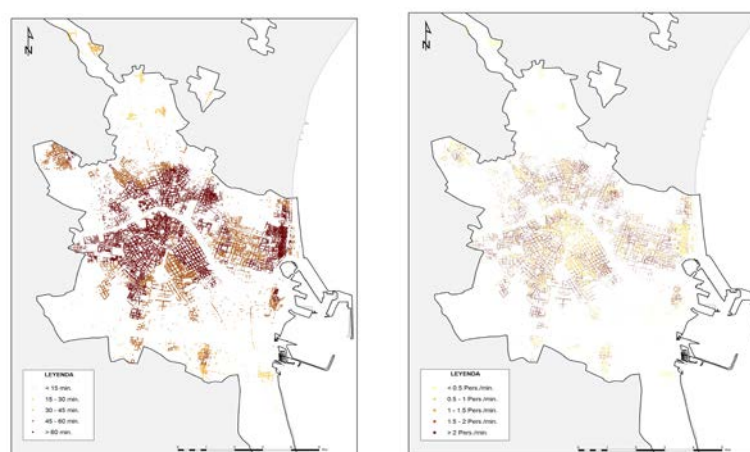 N
LEYENDA
< 15 min.
15 - 30 min.
30 - 45 min.
45 - 60 min.
> 60 min.
N
LEYENDA
< 0.5 Pers./min.
0.5 - 1 Pers./min.
1 - 1.5 Pers./min.
1.5 - 2 Pers./min.
> 2 Pers./min.